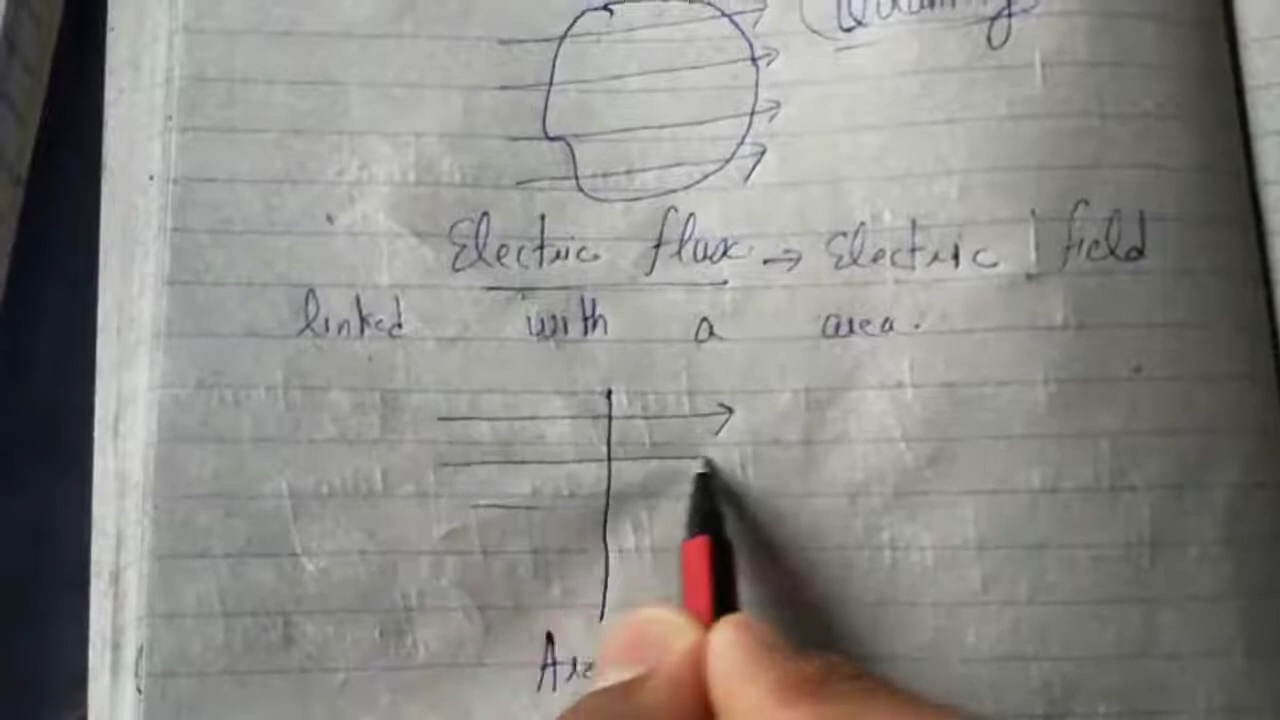 Electric flux → Electric field
linked with a area.